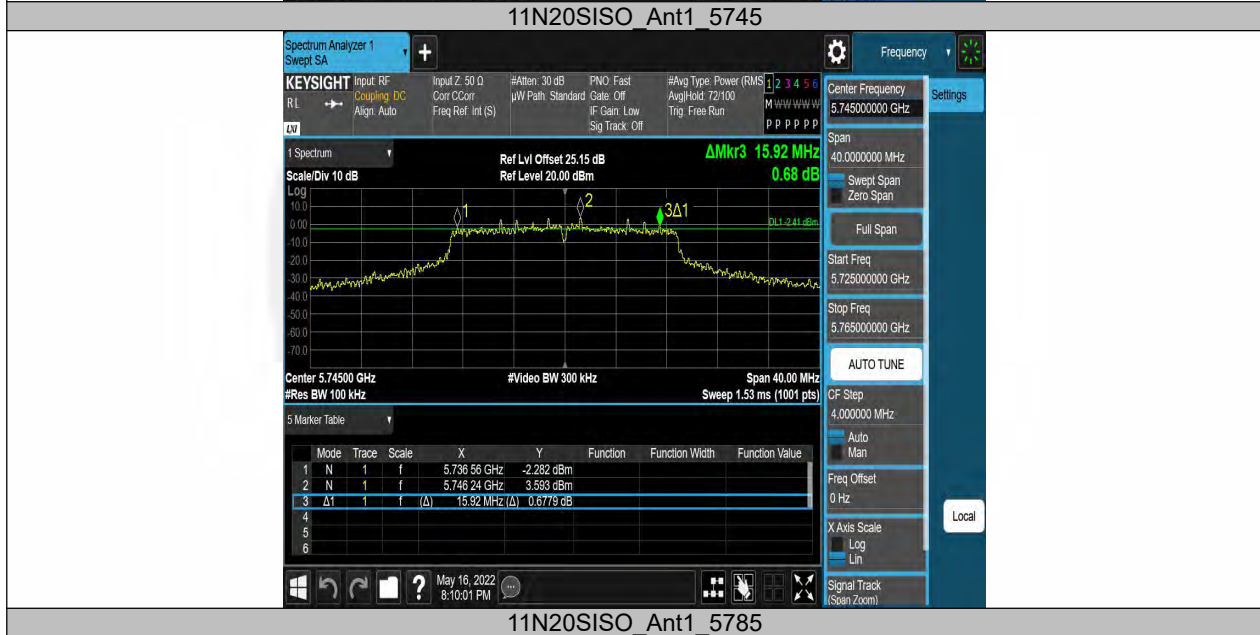 11N20SISO_Ant1_5745
Spectrum Analyzer 1
Swept SA
+
Frequency
KEYSIGHT
Input: RF
Coupling: DC
Align: Auto
RL
LXI
Input Z: 50 Ω
Corr CCorr
Freq Ref: Int (S)
#Atten: 30 dB
µW Path: Standard
PNO: Fast
Gate: Off
IF Gain: Low
Sig Track: Off
#Avg Type: Power (RMS
Avg|Hold: 72/100
Trig: Free Run
1 2 3 4 5 6
M W W W W W
P P P P P P
1 Spectrum
Scale/Div 10 dB
Ref Lvl Offset 25.15 dB
Ref Level 20.00 dBm
ΔMkr3 15.92 MHz
0.68 dB
Log
10.0
0.00
-10.0
-20.0
-30.0
-40.0
-50.0
-60.0
-70.0
1
2
3Δ1
DL1 -2.41 dBm
Center 5.74500 GHz
#Res BW 100 kHz
#Video BW 300 kHz
Span 40.00 MHz
Sweep 1.53 ms (1001 pts)
5 Marker Table
Mode Trace Scale X Y Function Function Width Function Value
1 N 1 f 5.736 56 GHz -2.282 dBm
2 N 1 f 5.746 24 GHz 3.593 dBm
3 Δ1 1 f (Δ) 15.92 MHz (Δ) 0.6779 dB
4
5
6
?
May 16, 2022
8:10:01 PM
Center Frequency
5.745000000 GHz
Settings
Span
40.0000000 MHz
Swept Span
Zero Span
Full Span
Start Freq
5.725000000 GHz
Stop Freq
5.765000000 GHz
AUTO TUNE
CF Step
4.000000 MHz
Auto
Man
Freq Offset
0 Hz
X Axis Scale
Log
Lin
Local
Signal Track
(Span Zoom)
11N20SISO_Ant1_5785